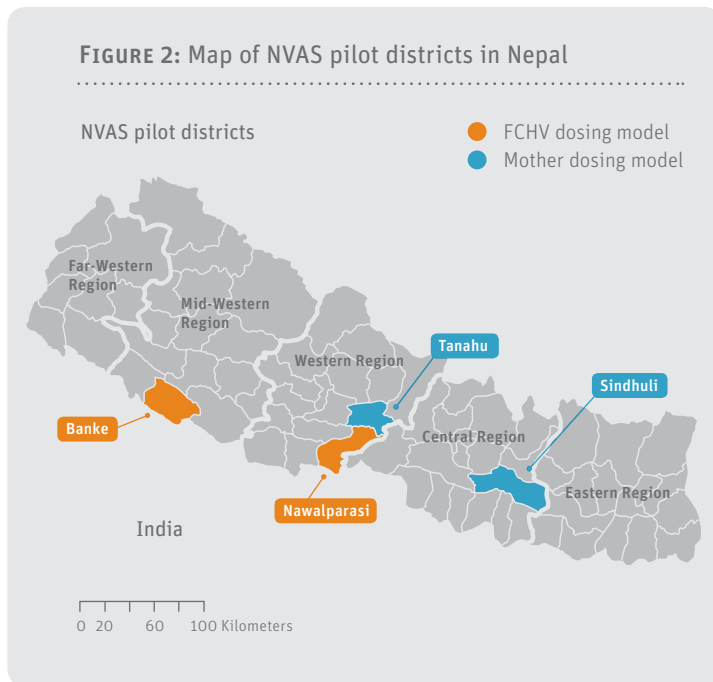 FIGURE 2: Map of NVAS pilot districts in Nepal
NVAS pilot districts
FCHV dosing model
Mother dosing model
Far-Western
Region
Mid-Western
Region
Western Region
Tanahu
Sindhuli
Banke
Central Region
Eastern Region
Nawalparasi
India
0 20 60 100 Kilometers